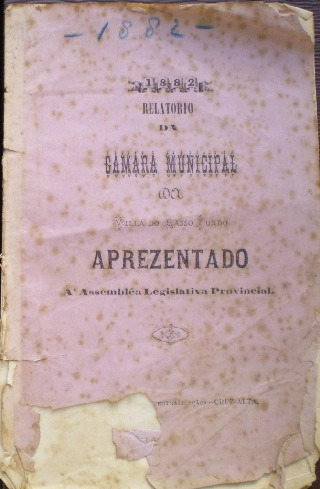 - 1882 -
1882
RELATORIO
DA
CAMARA MUNICIPAL
DA
VILLA DO PASSO FUNDO
APREZENTADO
A' Assembléa Legislativa Provincial.
CRUZ-ALTA